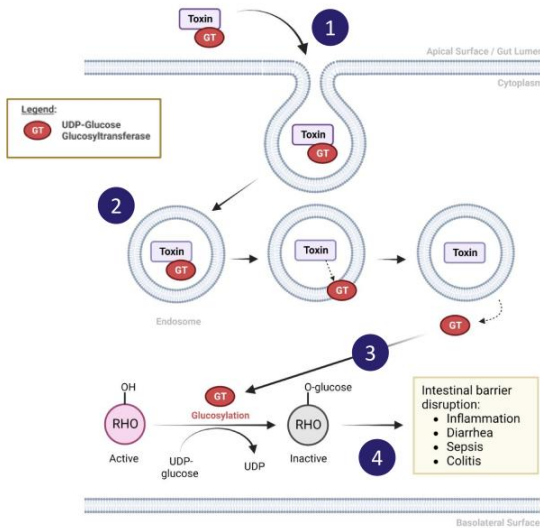 Toxin
GT
1
Apical Surface / Gut Lumen
Cytoplasm
Legend:
GT
UDP-Glucose
Glucosyltransferase
Toxin
GT
2
Toxin
GT
Toxin
GT
Toxin
GT
Endosome
3
OH
RHO
Active
GT
Glucosylation
UDP-
glucose
UDP
O-glucose
RHO
Inactive
4
Intestinal barrier
disruption:
• Inflammation
• Diarrhea
• Sepsis
• Colitis
Basolateral Surface